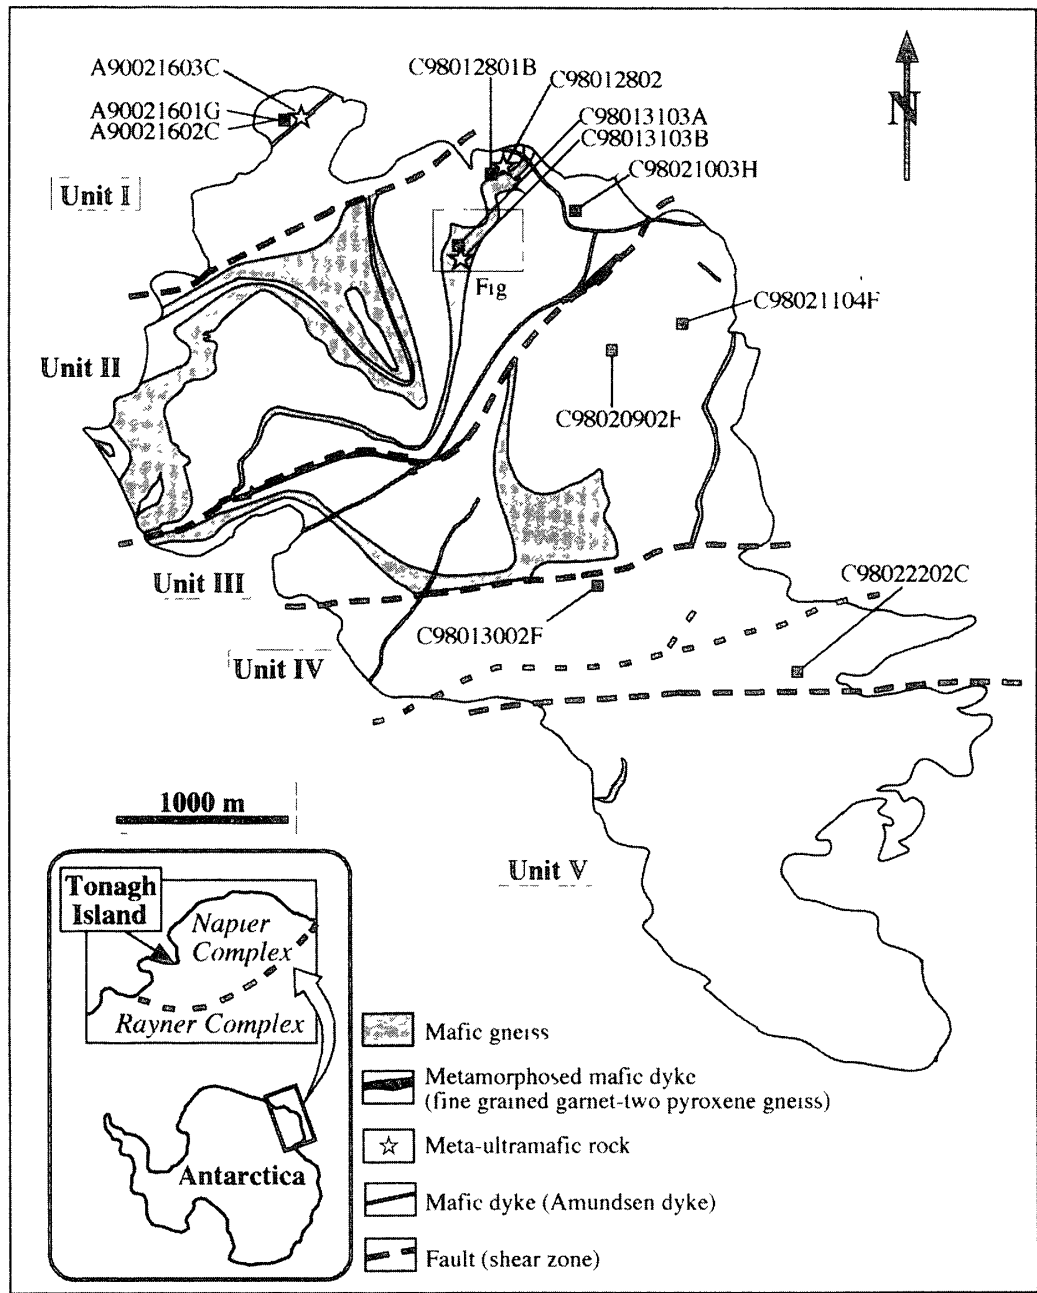 A90021603C
A90021601G
A90021602C
C98012801B
C98012802
C98013103A
C98013103B
C98021003H
N
Unit I
Fig
C98021104F
Unit II
C98020902F
Unit III
C98022202C
C98013002F
Unit IV
1000 m
Unit V
Tonagh
Island
Napier
Complex
Rayner Complex
Antarctica
Mafic gneiss
Metamorphosed mafic dyke
(fine grained garnet-two pyroxene gneiss)
Meta-ultramafic rock
Mafic dyke (Amundsen dyke)
Fault (shear zone)